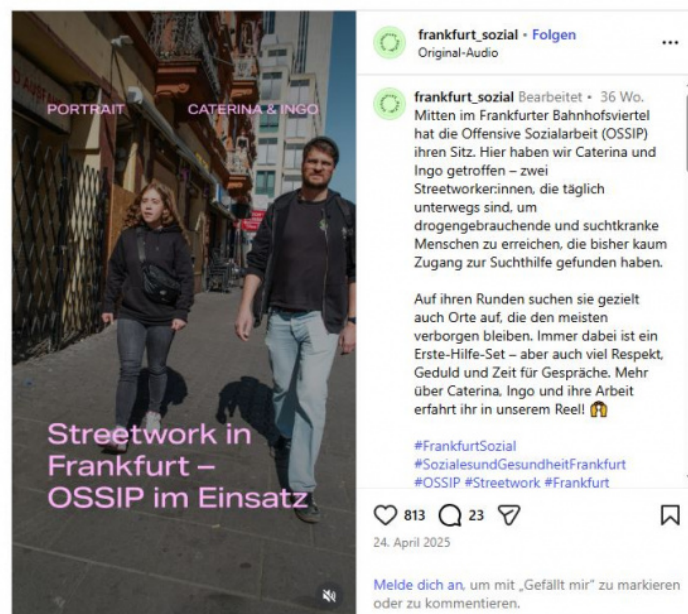 PORTRAIT
CATERINA & INGO
Streetwork in
Frankfurt –
OSSIP im Einsatz
frankfurt_sozial • Folgen
Original-Audio
frankfurt_sozial Bearbeitet • 36 Wo.
Mitten im Frankfurter Bahnhofsviertel
hat die Offensive Sozialarbeit (OSSIP)
ihren Sitz. Hier haben wir Caterina und
Ingo getroffen – zwei
Streetworker:innen, die täglich
unterwegs sind, um
drogengebrauchende und suchtkranke
Menschen zu erreichen, die bisher kaum
Zugang zur Suchthilfe gefunden haben.
Auf ihren Runden suchen sie gezielt
auch Orte auf, die den meisten
verborgen bleiben. Immer dabei ist ein
Erste-Hilfe-Set – aber auch viel Respekt,
Geduld und Zeit für Gespräche. Mehr
über Caterina, Ingo und ihre Arbeit
erfahrt ihr in unserem Reel!
#FrankfurtSozial
#SozialesundGesundheitFrankfurt
#OSSIP #Streetwork #Frankfurt
813 23
24. April 2025
Melde dich an, um mit „Gefällt mir“ zu markieren
oder zu kommentieren.